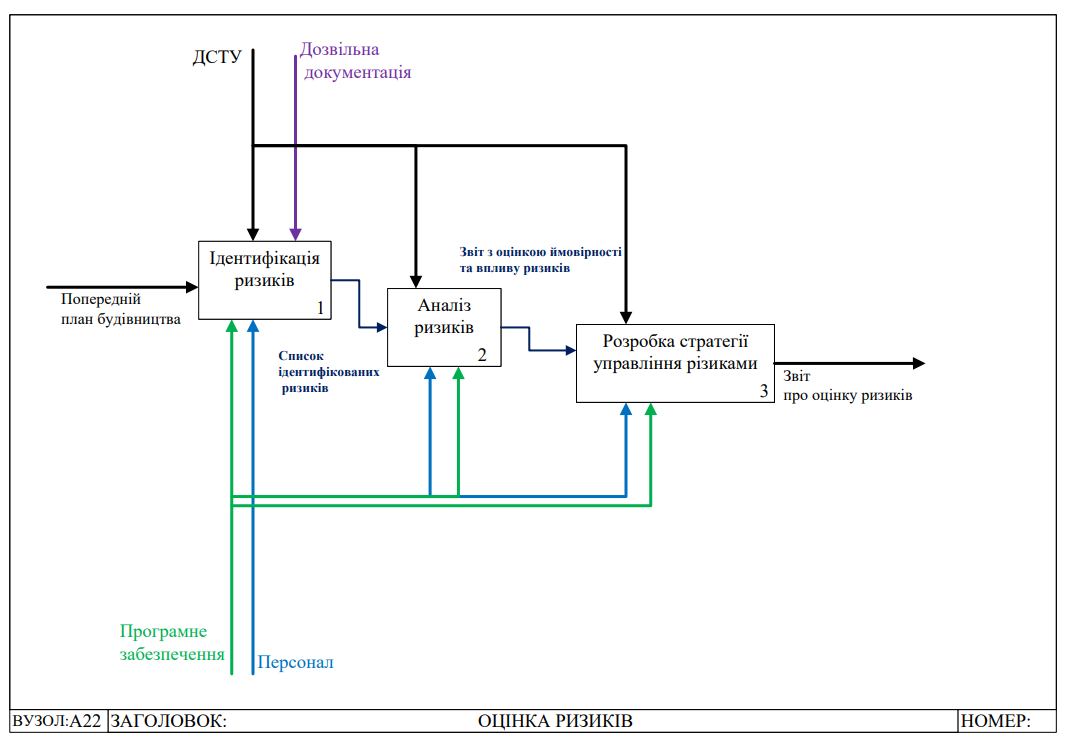 ДСТУ
Дозвільна
документація
Ідентифікація
ризиків
1
Попередній
план будівництва
Звіт з оцінкою ймовірності
та впливу ризиків
Аналіз
ризиків
2
Список
ідентифікованих
ризиків
Розробка стратегії
управління різиками
3
Звіт
про оцінку ризиків
Програмне
забезпечення
Персонал
ВУЗОЛ:А22 ЗАГОЛОВОК: ОЦІНКА РИЗИКІВ НОМЕР: